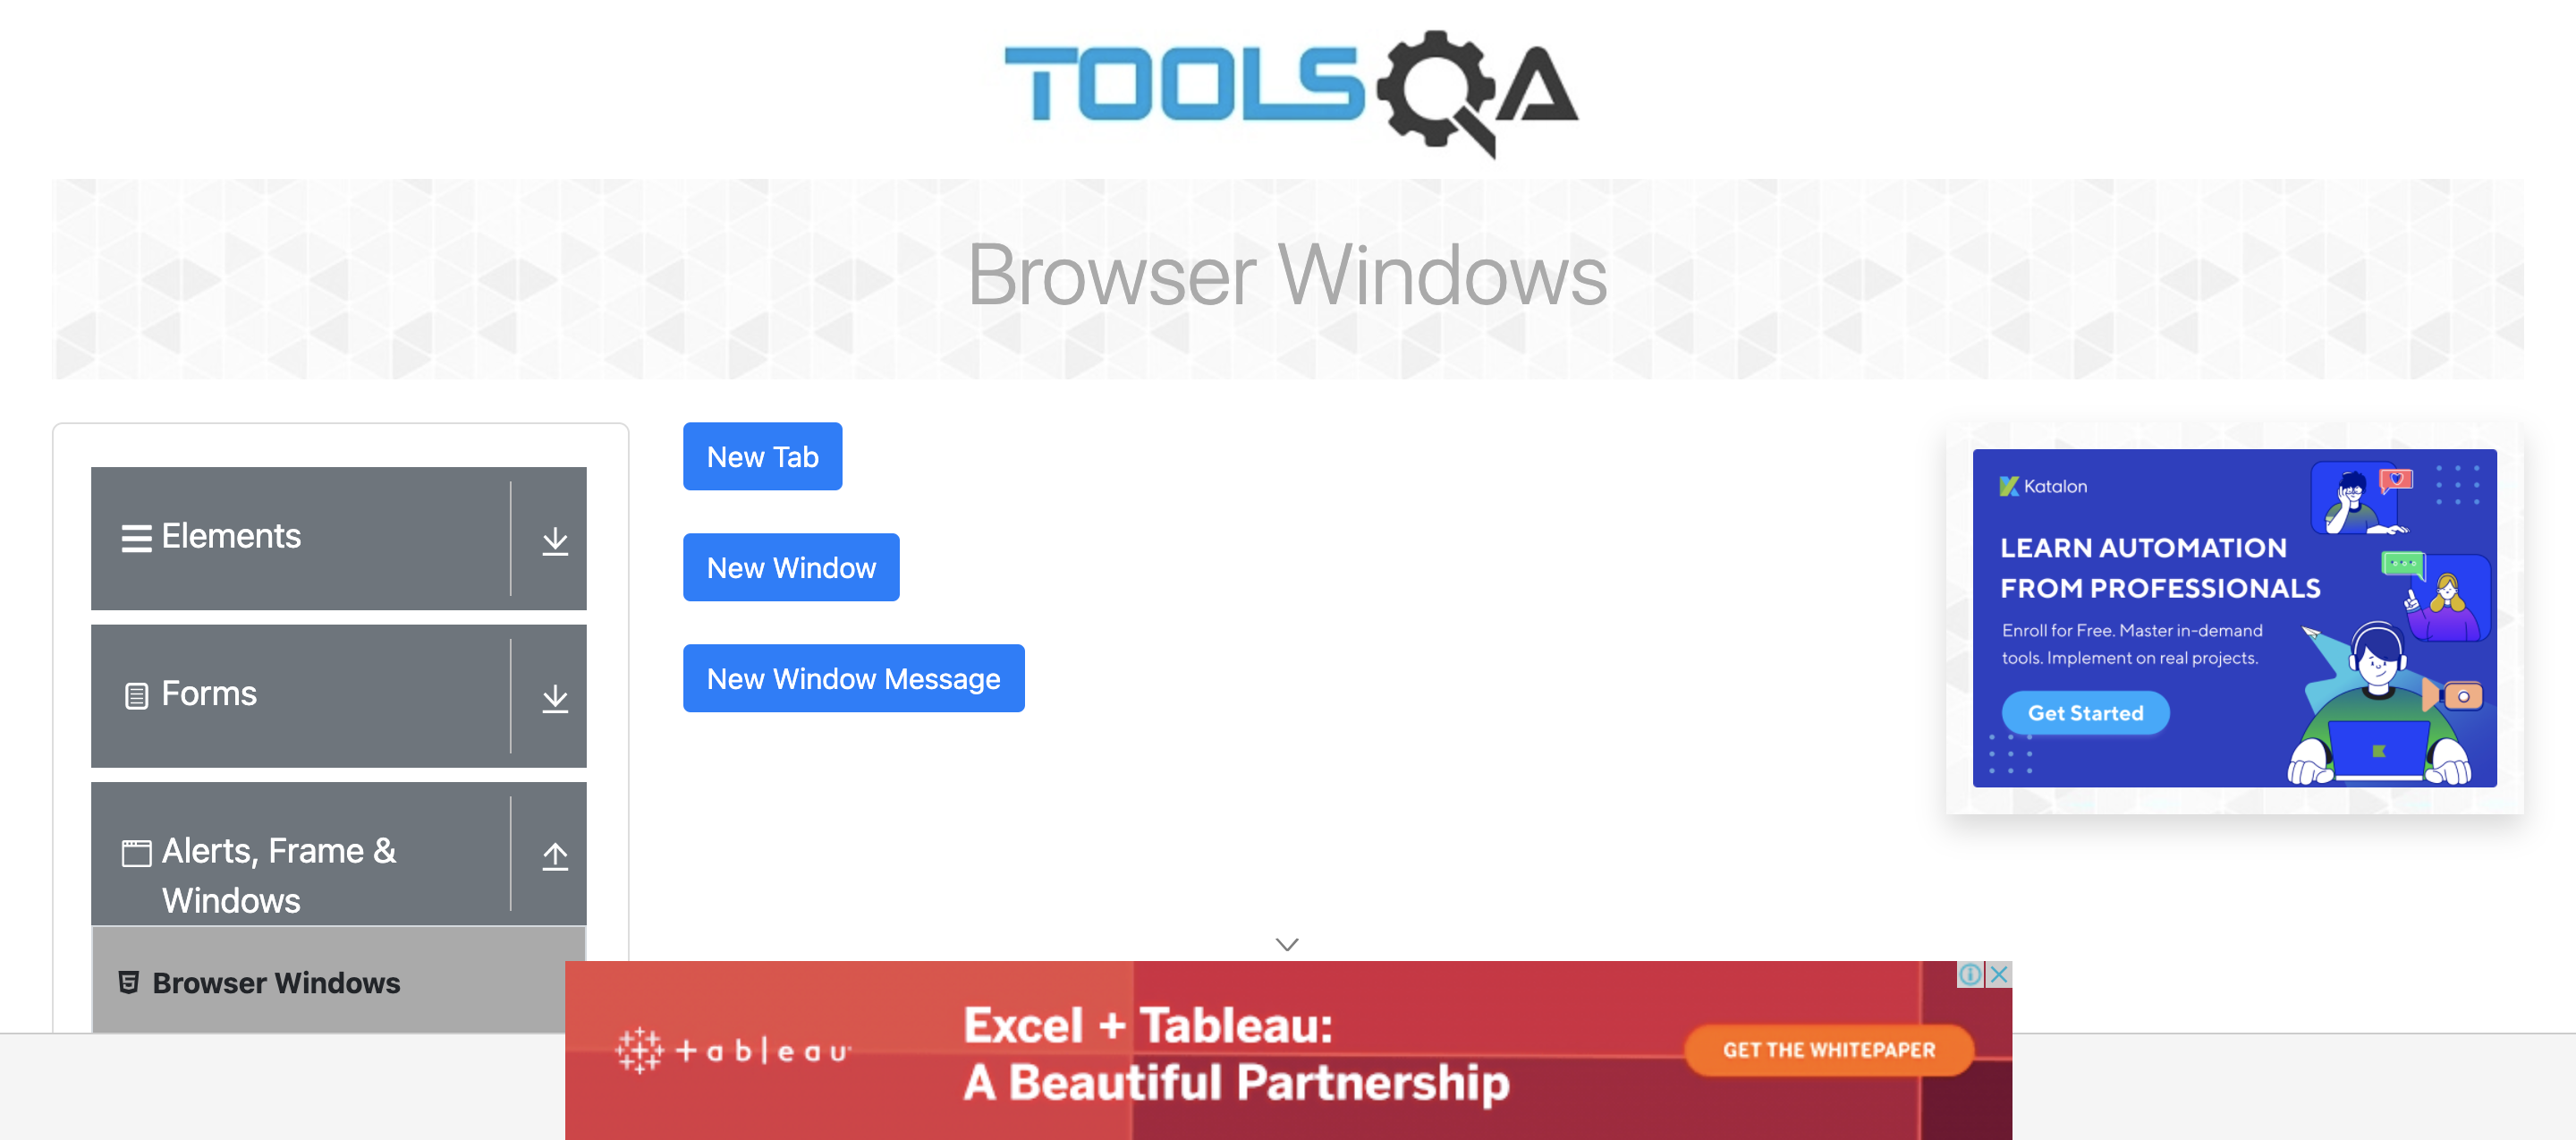 TOOLSQA
Browser Windows
Elements
Forms
Alerts, Frame &
Windows
Browser Windows
New Tab
New Window
New Window Message
Katalon
LEARN AUTOMATION
FROM PROFESSIONALS
Enroll for Free. Master in-demand
tools. Implement on real projects.
Get Started
+ableau
Excel + Tableau:
A Beautiful Partnership
GET THE WHITEPAPER